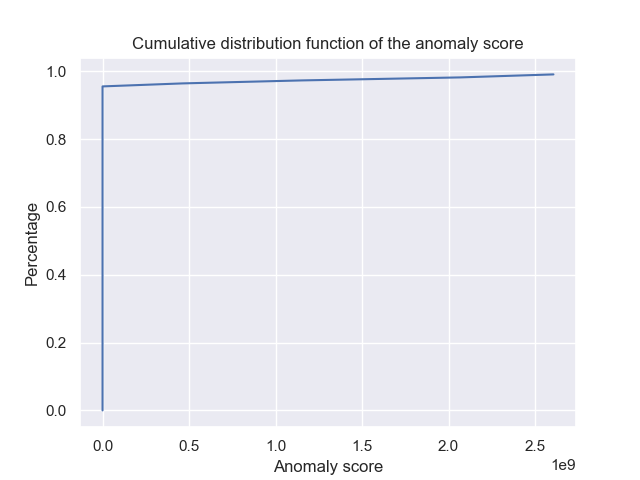 Cumulative distribution function of the anomaly score
1.0
0.8
0.6
0.4
0.2
0.0
Percentage
0.0 0.5 1.0 1.5 2.0 2.5
1e9
Anomaly score